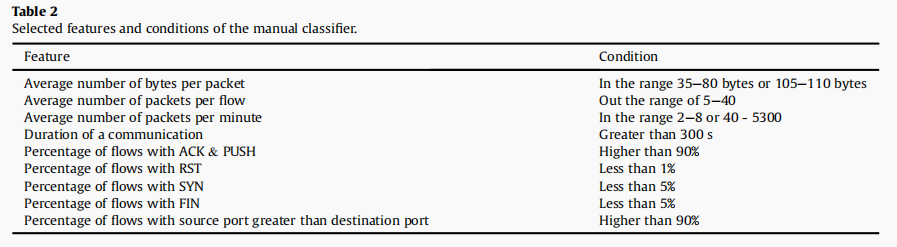 Table 2
Selected features and conditions of the manual classifier.
Feature Condition
Average number of bytes per packet In the range 35–80 bytes or 105–110 bytes
Average number of packets per flow Out the range of 5–40
Average number of packets per minute In the range 2–8 or 40 - 5300
Duration of a communication Greater than 300 s
Percentage of flows with ACK & PUSH Higher than 90%
Percentage of flows with RST Less than 1%
Percentage of flows with SYN Less than 5%
Percentage of flows with FIN Less than 5%
Percentage of flows with source port greater than destination port Higher than 90%